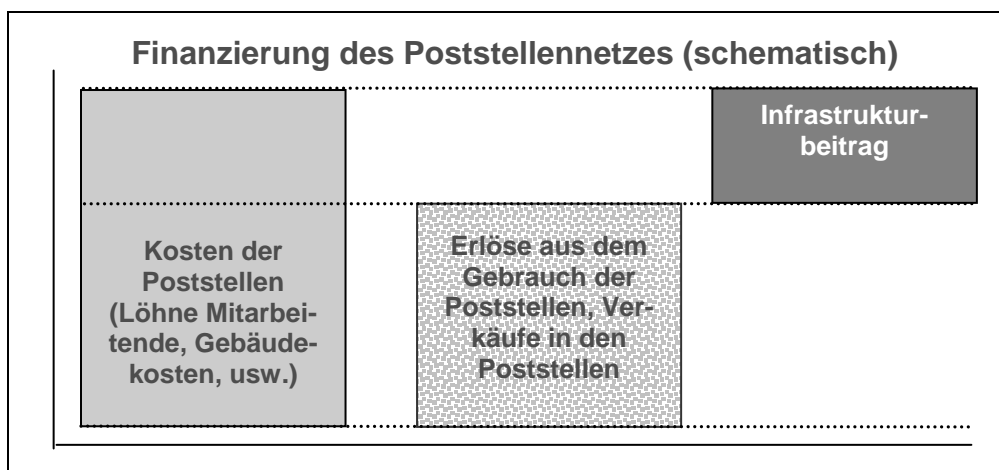 Finanzierung des Poststellennetzes (schematisch)
Infrastruktur-
beitrag
Kosten der
Poststellen
(Löhne Mitarbei-
tende, Gebäude-
kosten, usw.)
Erlöse aus dem
Gebrauch der
Poststellen, Ver-
käufe in den
Poststellen